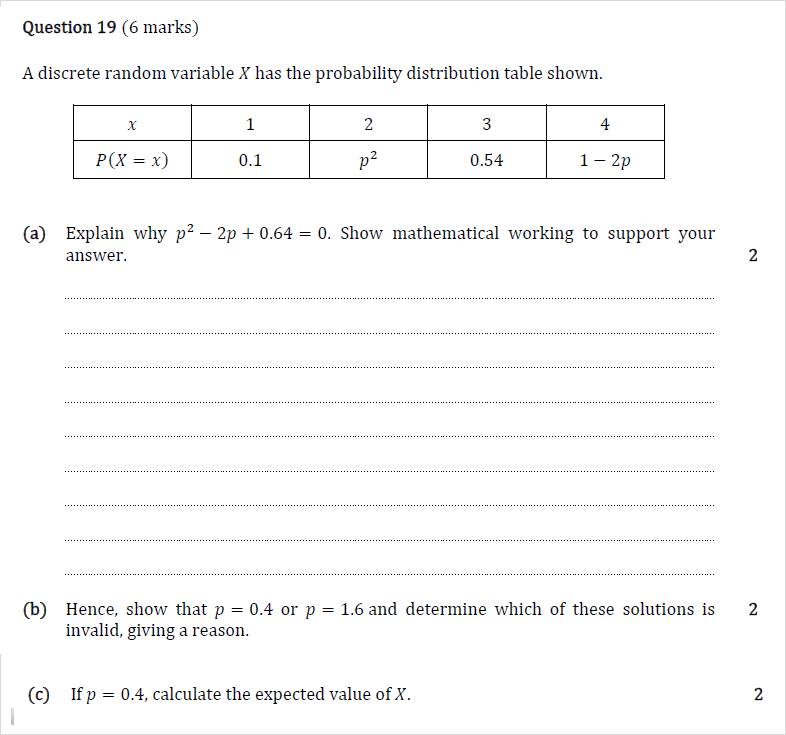 Question 19 (6 marks)
A discrete random variable X has the probability distribution table shown.
x 1 2 3 4
P(X = x) 0.1 p² 0.54 1 − 2p
(a) Explain why p² − 2p + 0.64 = 0. Show mathematical working to support your
answer. 2
(b) Hence, show that p = 0.4 or p = 1.6 and determine which of these solutions is 2
invalid, giving a reason.
(c) If p = 0.4, calculate the expected value of X. 2